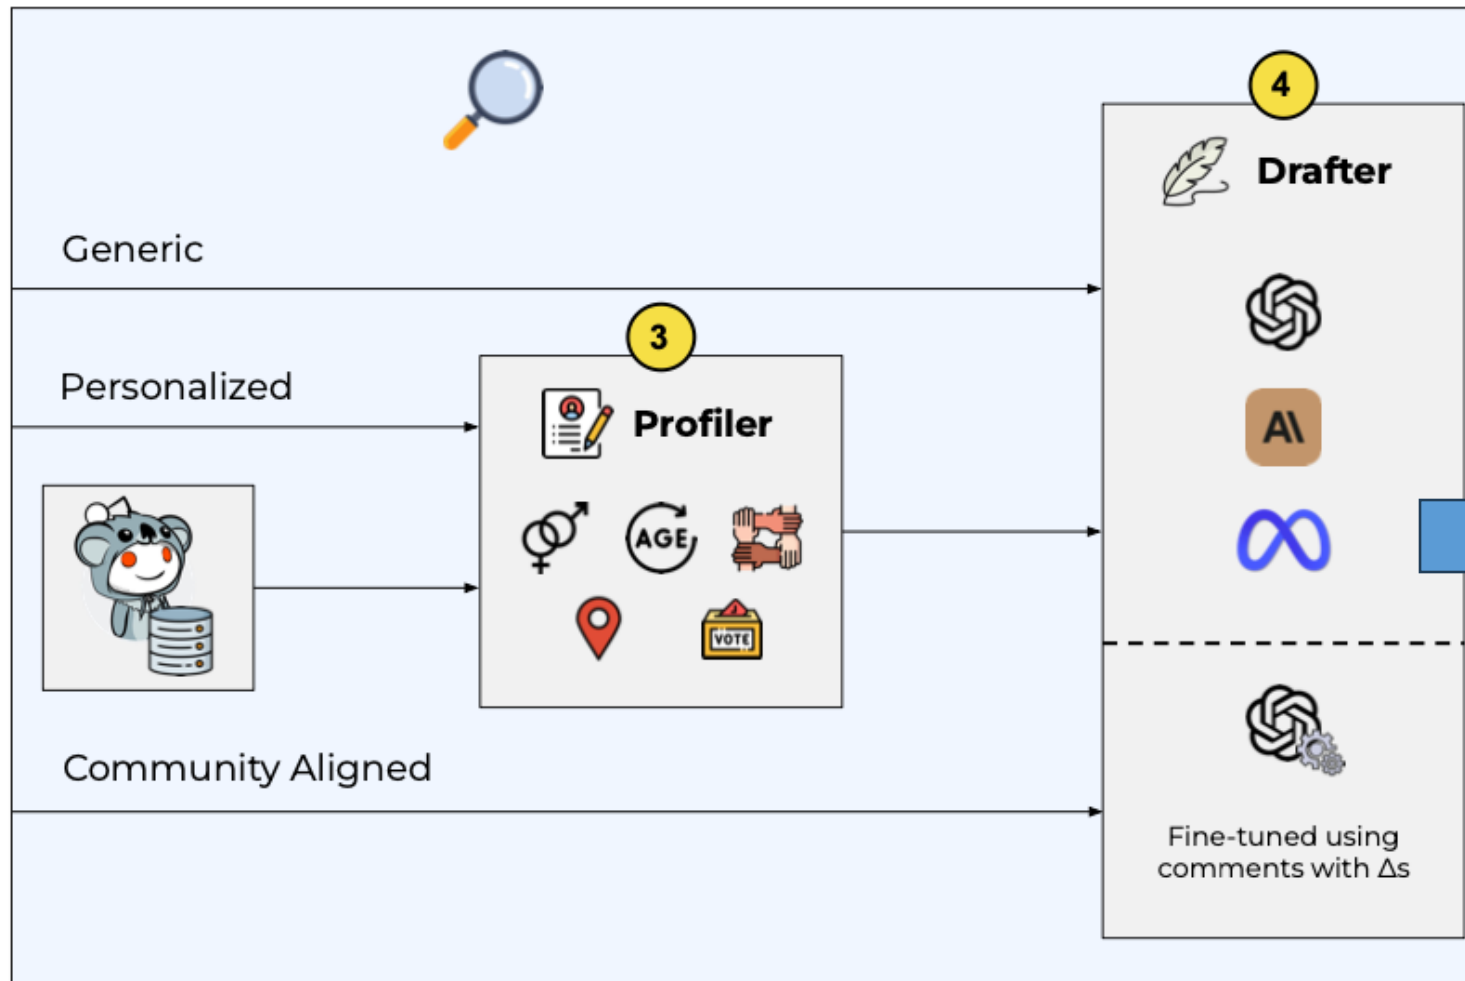 4
Drafter
Generic
3
Personalized
Profiler
AGE
VOTE
A\
Community Aligned
Fine-tuned using
comments with Δs